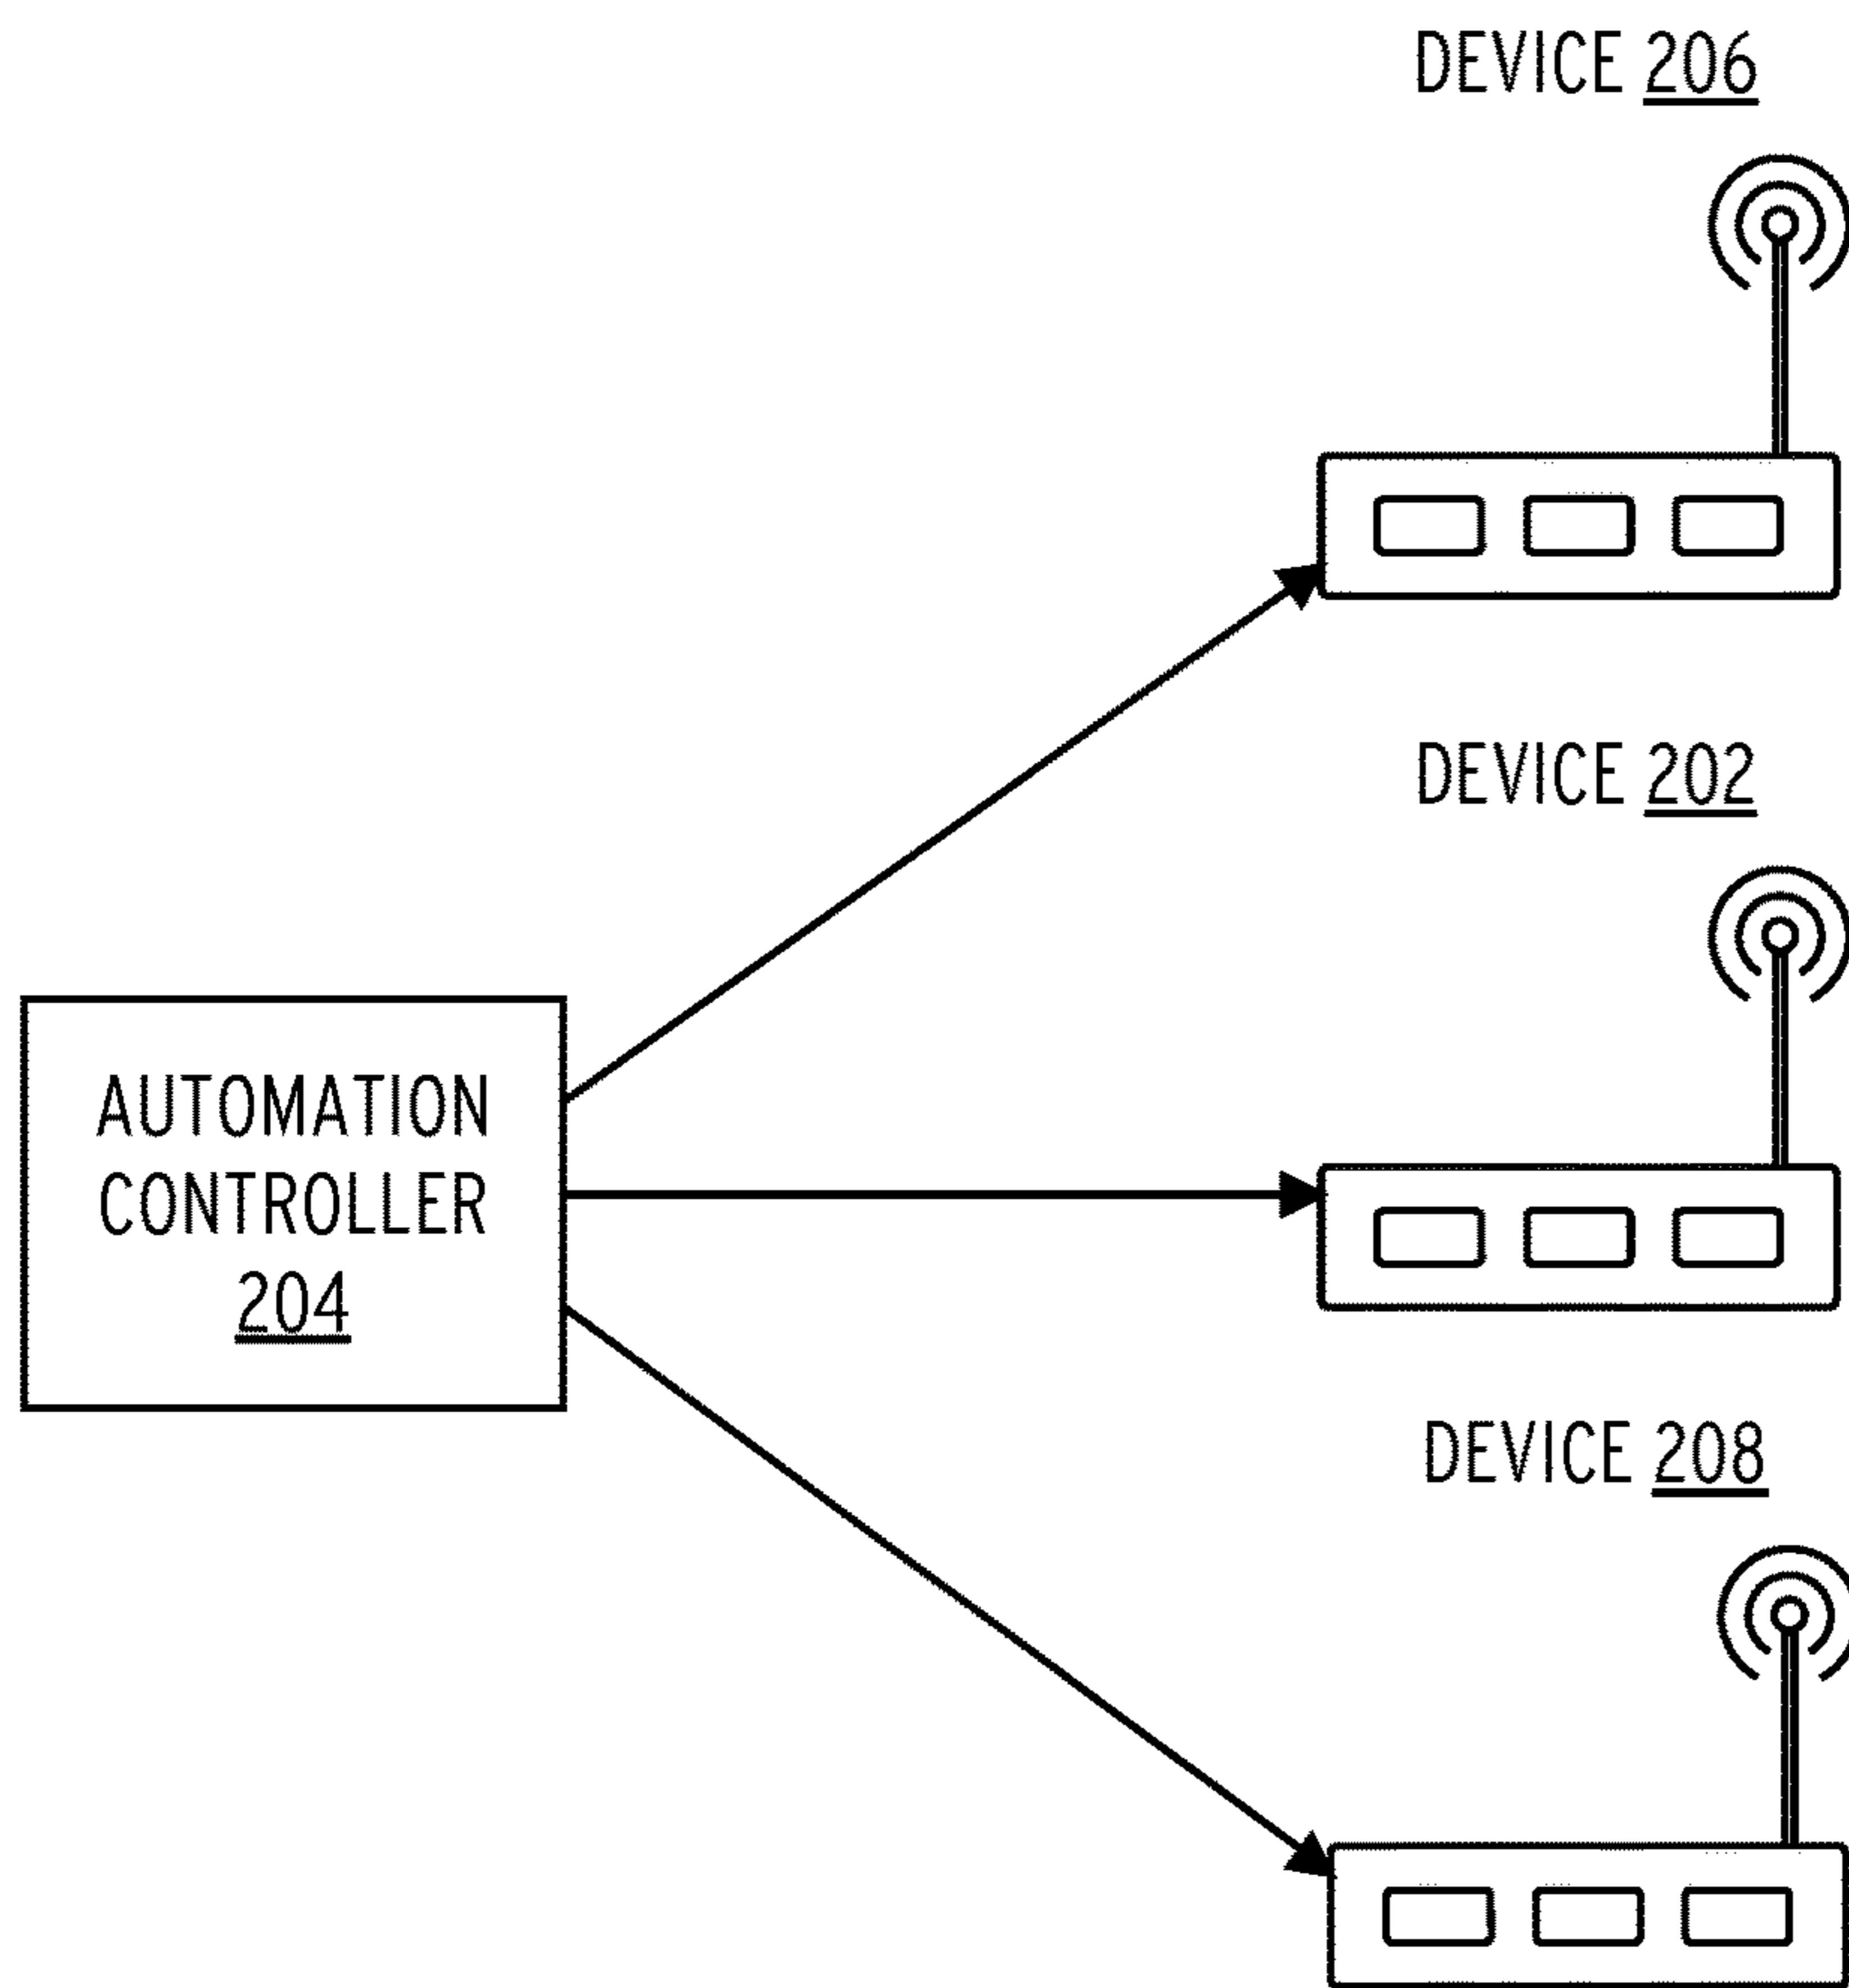 DEVICE 206
DEVICE 202
AUTOMATION
CONTROLLER
204
DEVICE 208